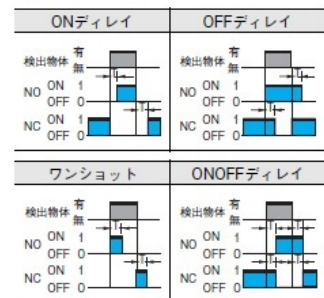 ONディレイ
OFFディレイ
検出物体 有
無
T
NO ON 1
OFF 0
T
NC ON 1
OFF 0
検出物体 有
無
T
NO ON 1
OFF 0
T
NC ON 1
OFF 0
ワンショット
ONOFFディレイ
検出物体 有
無
T
NO ON 1
OFF 0
T
NC ON 1
OFF 0
検出物体 有
無
T T
NO ON 1
OFF 0
T T
NC ON 1
OFF 0